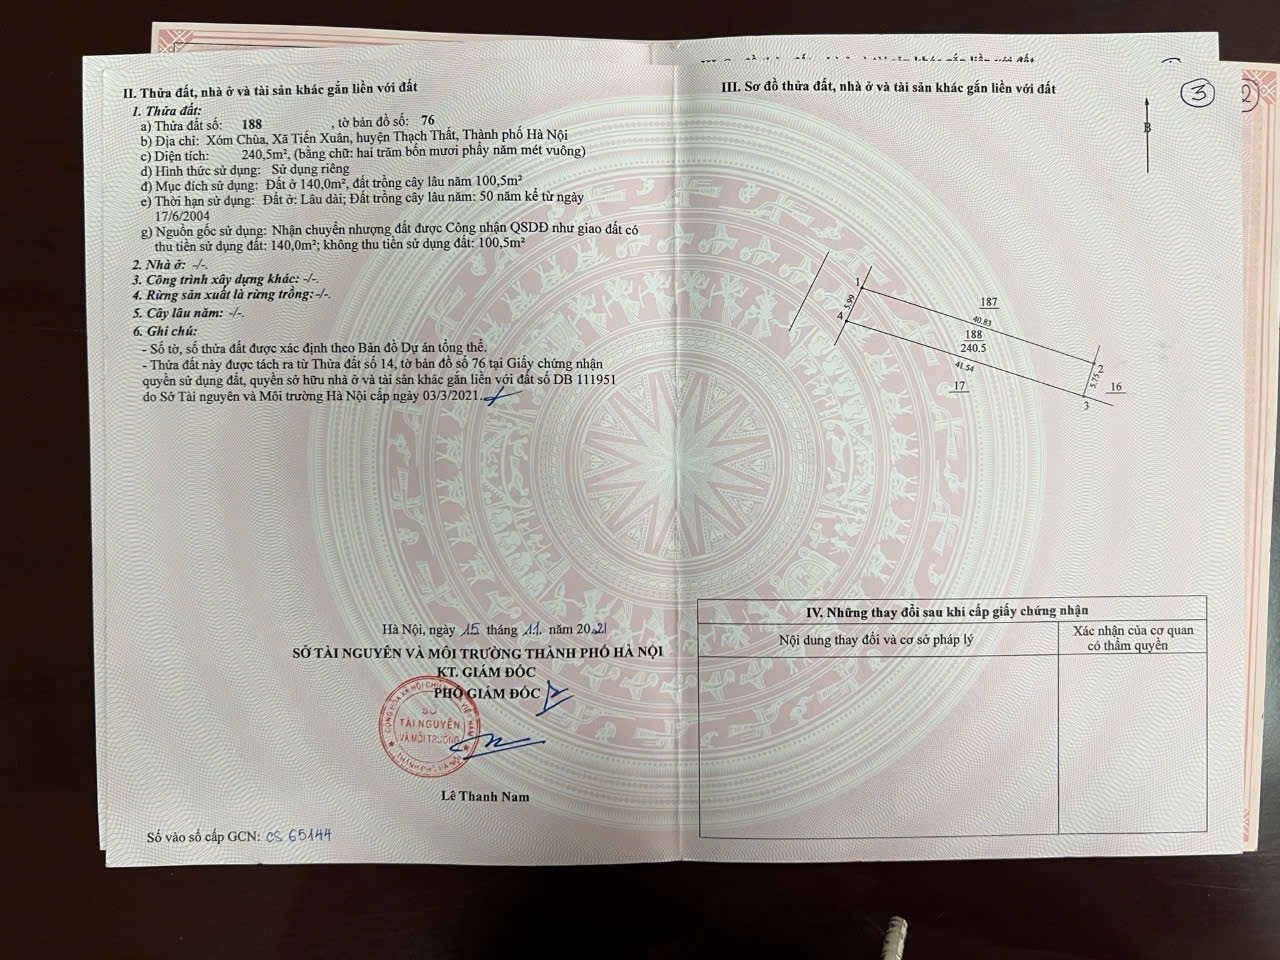 II. Thửa đất, nhà ở và tài sản khác gắn liền với đất
1. Thửa đất:
a) Thửa đất số: 188 , tờ bản đồ số: 76
b) Địa chỉ: Xóm Chùa, Xã Tiến Xuân, huyện Thạch Thất, Thành phố Hà Nội
c) Diện tích: 240,5m², (bằng chữ: hai trăm bốn mươi phẩy năm mét vuông)
d) Hình thức sử dụng: Sử dụng riêng
đ) Mục đích sử dụng: Đất ở 140,0m², đất trồng cây lâu năm 100,5m²
e) Thời hạn sử dụng: Đất ở: Lâu dài; Đất trồng cây lâu năm: 50 năm kể từ ngày
17/6/2004
g) Nguồn gốc sử dụng: Nhận chuyển nhượng đất được Công nhận QSDĐ như giao đất có
thu tiền sử dụng đất: 140,0m²; không thu tiền sử dụng đất: 100,5m²
2. Nhà ở: -/-.
3. Công trình xây dựng khác: -/-.
4. Rừng sản xuất là rừng trồng:-/-.
5. Cây lâu năm: -/-.
6. Ghi chú:
- Số tờ, số thửa đất được xác định theo Bản đồ Dự án tổng thể.
- Thửa đất này được tách ra từ Thửa đất số 14, tờ bản đồ số 76 tại Giấy chứng nhận
quyền sử dụng đất, quyền sở hữu nhà ở và tài sản khác gắn liền với đất số DB 111951
do Sở Tài nguyên và Môi trường Hà Nội cấp ngày 03/3/2021.
Hà Nội, ngày 15 tháng 11. năm 2021
SỞ TÀI NGUYÊN VÀ MÔI TRƯỜNG THÀNH PHỐ HÀ NỘI
KT. GIÁM ĐỐC
PHÓ GIÁM ĐỐC
SỞ
TÀI NGUYÊN
VÀ MÔI TRƯỜNG
THÀNH PHỐ HÀ NỘI
Lê Thanh Nam
Số vào sổ cấp GCN: CS 65144
III. Sơ đồ thửa đất, nhà ở và tài sản khác gắn liền với đất
3
2
B
1
187
5.99
40.83
4
188
240.5
41.54
2
5.75
17
16
3
IV. Những thay đổi sau khi cấp giấy chứng nhận
Nội dung thay đổi và cơ sở pháp lý
Xác nhận của cơ quan
có thẩm quyền